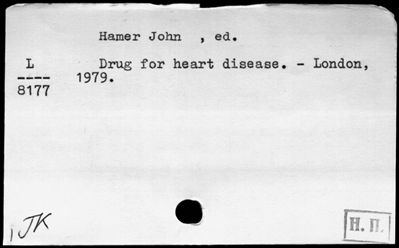 Hamer John , ed.
L
----
8177
Drug for heart disease. - London,
1979.
JK
Н. П.